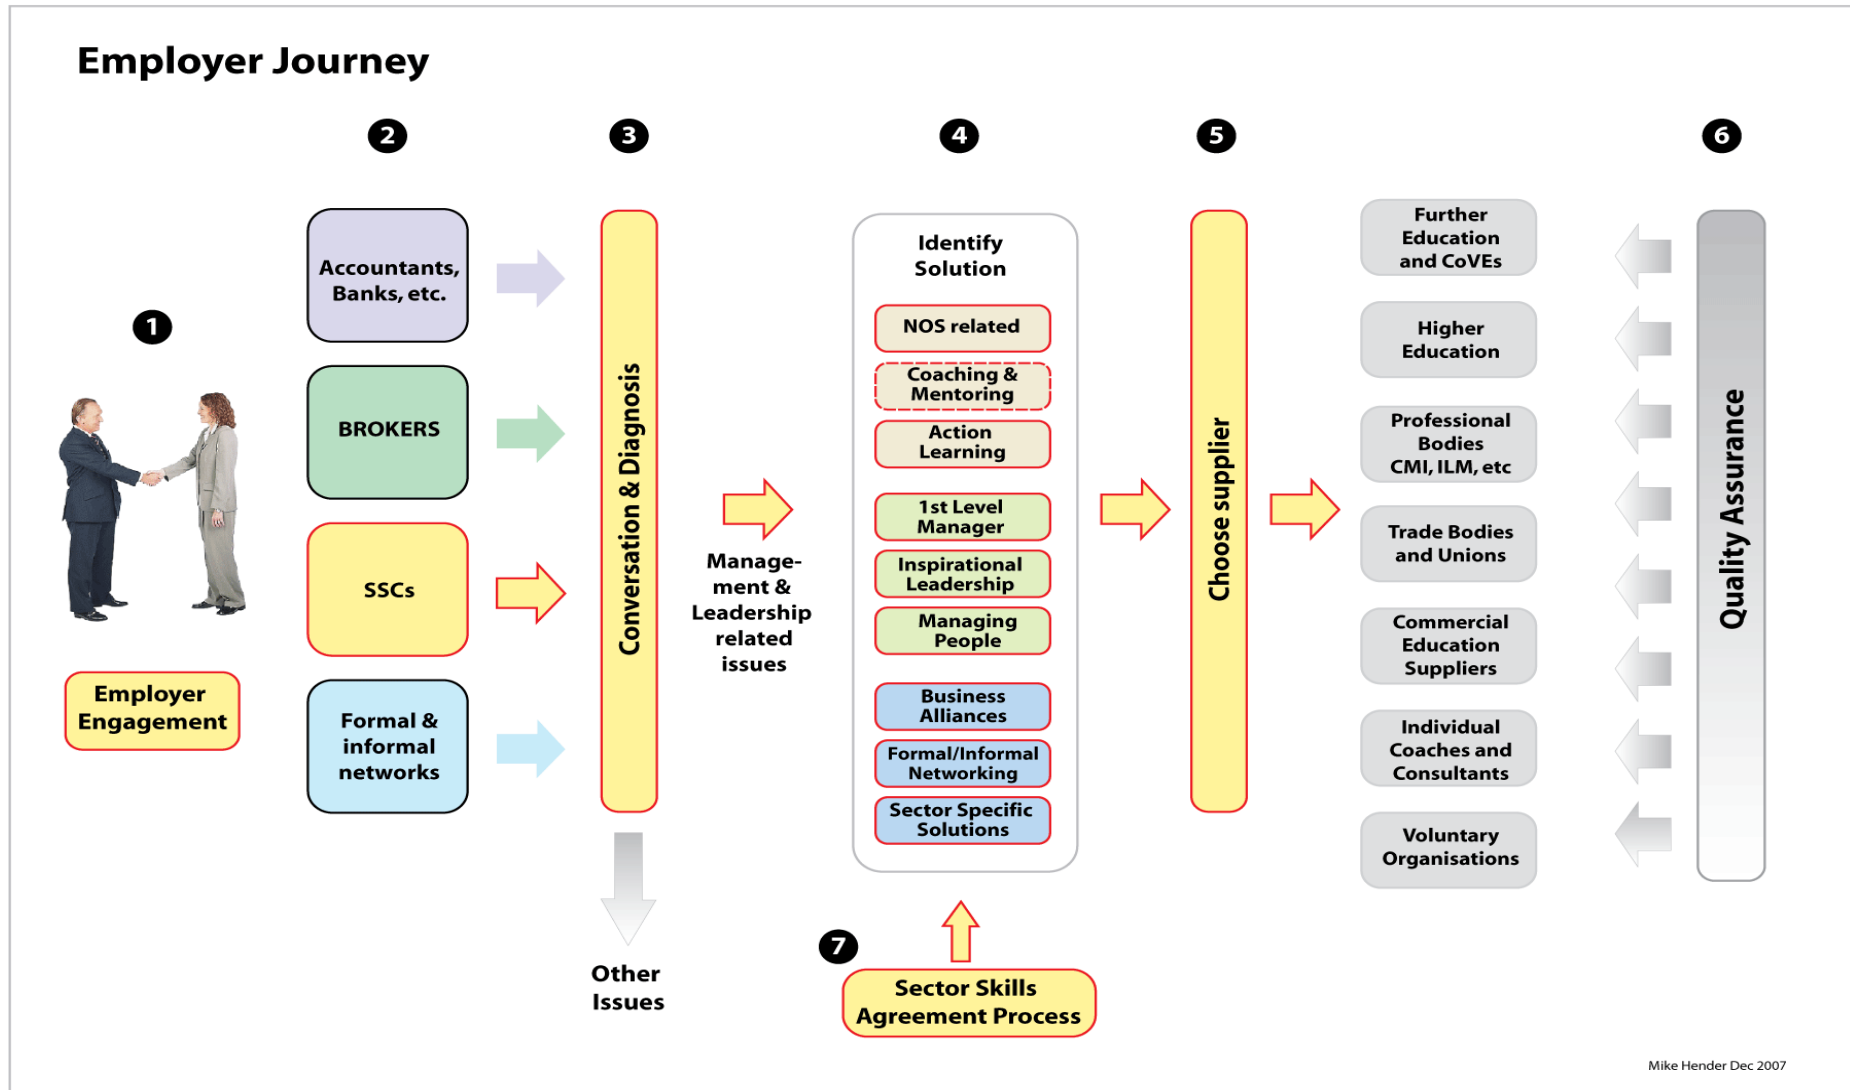 Employer Journey
1
Employer
Engagement
2
Accountants,
Banks, etc.
BROKERS
SSCs
Formal &
informal
networks
3
Conversation & Diagnosis
Other
Issues
Manage-
ment &
Leadership
related
issues
4
Identify
Solution
NOS related
Coaching &
Mentoring
Action
Learning
1st Level
Manager
Inspirational
Leadership
Managing
People
Business
Alliances
Formal/Informal
Networking
Sector Specific
Solutions
7
Sector Skills
Agreement Process
5
Choose supplier
Further
Education
and CoVEs
Higher
Education
Professional
Bodies
CMI, ILM, etc
Trade Bodies
and Unions
Commercial
Education
Suppliers
Individual
Coaches and
Consultants
Voluntary
Organisations
6
Quality Assurance
Mike Hender Dec 2007